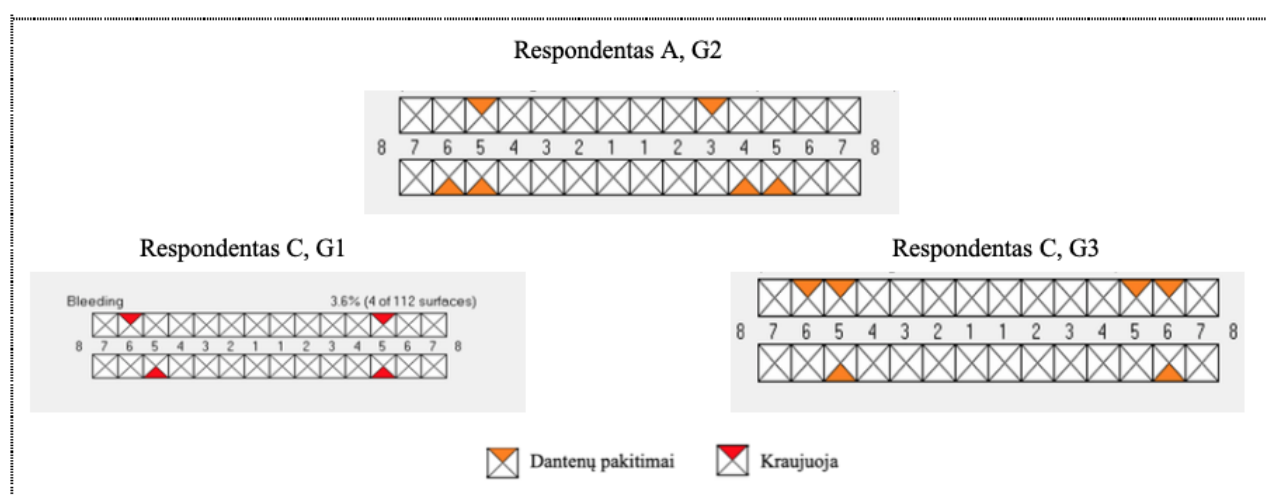 Respondentas A, G2
8 7 6 5 4 3 2 1 1 2 3 4 5 6 7 8
Respondentas C, G1
Bleeding 3.6% (4 of 112 surfaces)
8 7 6 5 4 3 2 1 1 2 3 4 5 6 7 8
Respondentas C, G3
8 7 6 5 4 3 2 1 1 2 3 4 5 6 7 8
Dantenų pakitimai
Kraujuoja